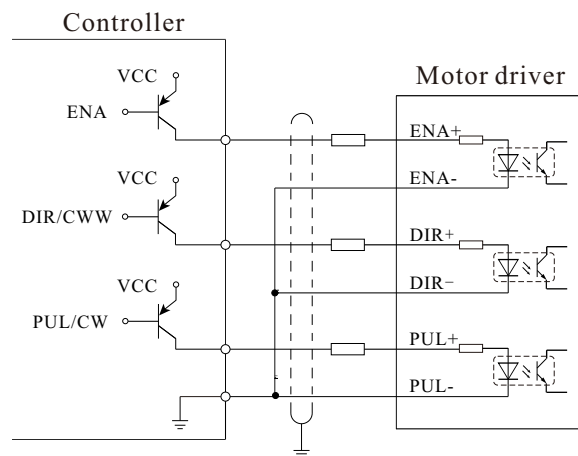 Controller
Motor driver
VCC
ENA
ENA+
ENA-
VCC
DIR/CWW
DIR+
DIR−
VCC
PUL/CW
PUL+
PUL-